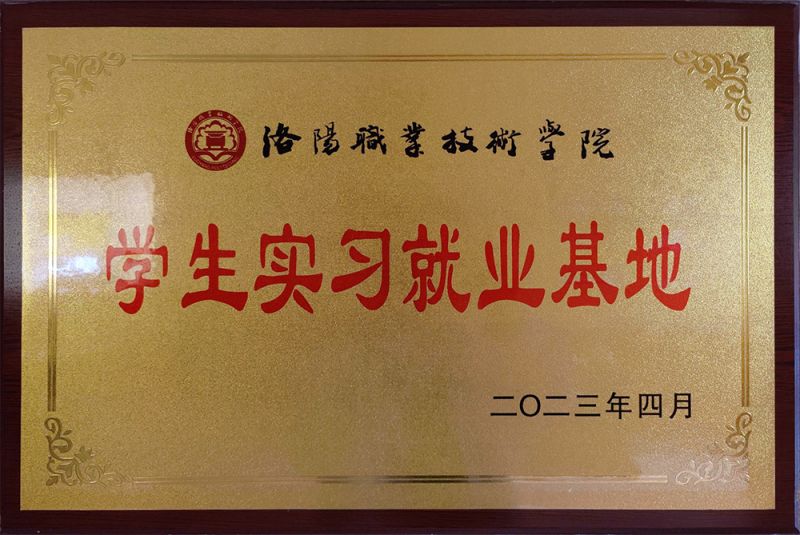 洛陽職業技術學院
学生实习就业基地
二〇二三年四月